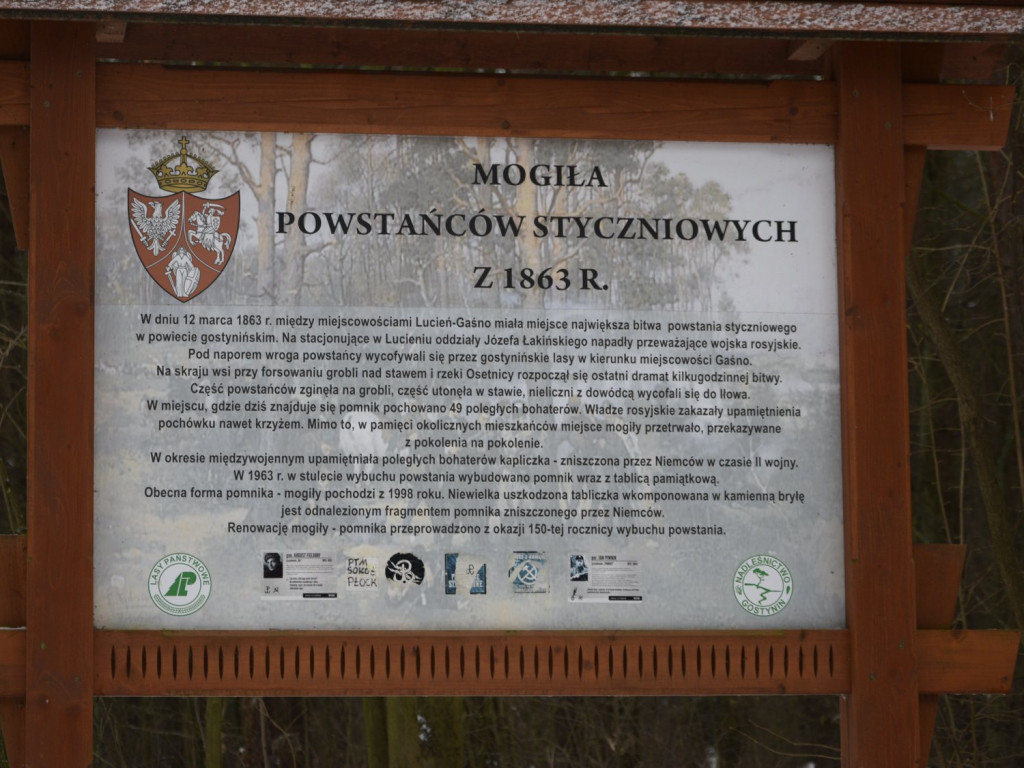 MOGIŁA
POWSTAŃCÓW STYCZNIOWYCH
Z 1863 R.
W dniu 12 marca 1863 r. między miejscowościami Lucień-Gaśno miała miejsce największa bitwa powstania styczniowego
w powiecie gostynińskim. Na stacjonujące w Lucieniu oddziały Józefa Łakińskiego napadły przeważające wojska rosyjskie.
Pod naporem wroga powstańcy wycofywali się przez gostynińskie lasy w kierunku miejscowości Gaśno.
Na skraju wsi przy forsowaniu grobli nad stawem i rzeki Osetnicy rozpoczął się ostatni dramat kilkugodzinnej bitwy.
Część powstańców zginęła na grobli, część utonęła w stawie, nieliczni z dowódcą wycofali się do Iłowa.
W miejscu, gdzie dziś znajduje się pomnik pochowano 49 poległych bohaterów. Władze rosyjskie zakazały upamiętnienia
pochówku nawet krzyżem. Mimo to, w pamięci okolicznych mieszkańców miejsce mogiły przetrwało, przekazywane
z pokolenia na pokolenie.
W okresie międzywojennym upamiętniała poległych bohaterów kapliczka - zniszczona przez Niemców w czasie II wojny.
W 1963 r. w stulecie wybuchu powstania wybudowano pomnik wraz z tablicą pamiątkową.
Obecna forma pomnika - mogiły pochodzi z 1998 roku. Niewielka uszkodzona tabliczka wkomponowana w kamienną bryłę
jest odnalezionym fragmentem pomnika zniszczonego przez Niemców.
Renowację mogiły - pomnika przeprowadzono z okazji 150-tej rocznicy wybuchu powstania.
LASY PAŃSTWOWE
PTM
SOKÓŁ
PŁOCK
NADLEŚNICTWO
GOSTYNIN